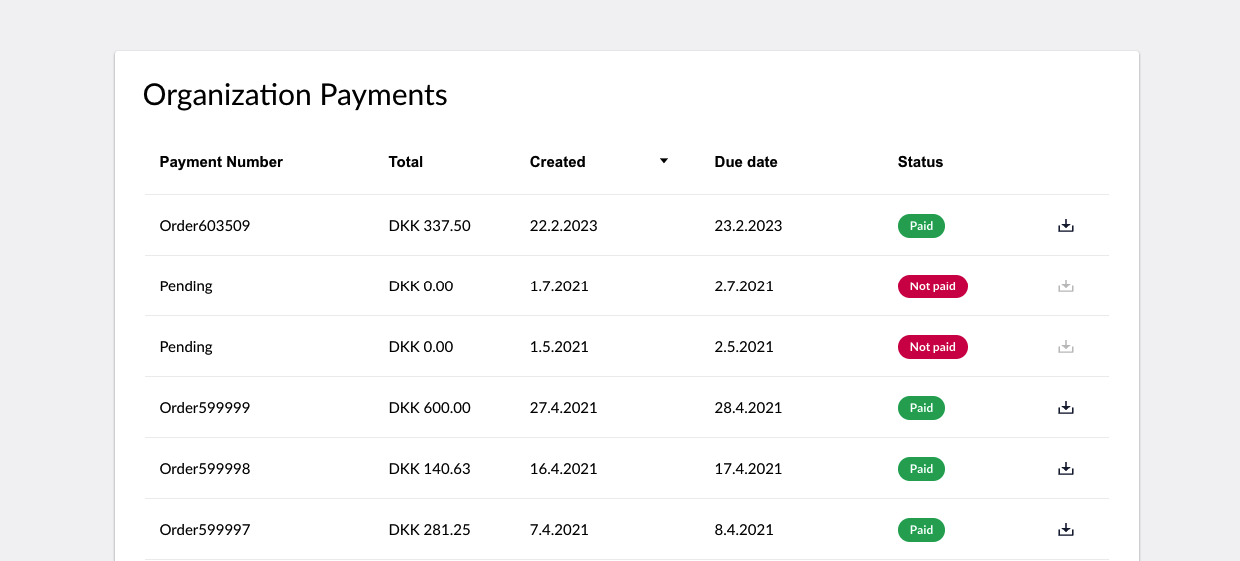 Organization Payments
Payment Number Total Created Due date Status
Order603509 DKK 337.50 22.2.2023 23.2.2023 Paid
Pending DKK 0.00 1.7.2021 2.7.2021 Not paid
Pending DKK 0.00 1.5.2021 2.5.2021 Not paid
Order599999 DKK 600.00 27.4.2021 28.4.2021 Paid
Order599998 DKK 140.63 16.4.2021 17.4.2021 Paid
Order599997 DKK 281.25 7.4.2021 8.4.2021 Paid